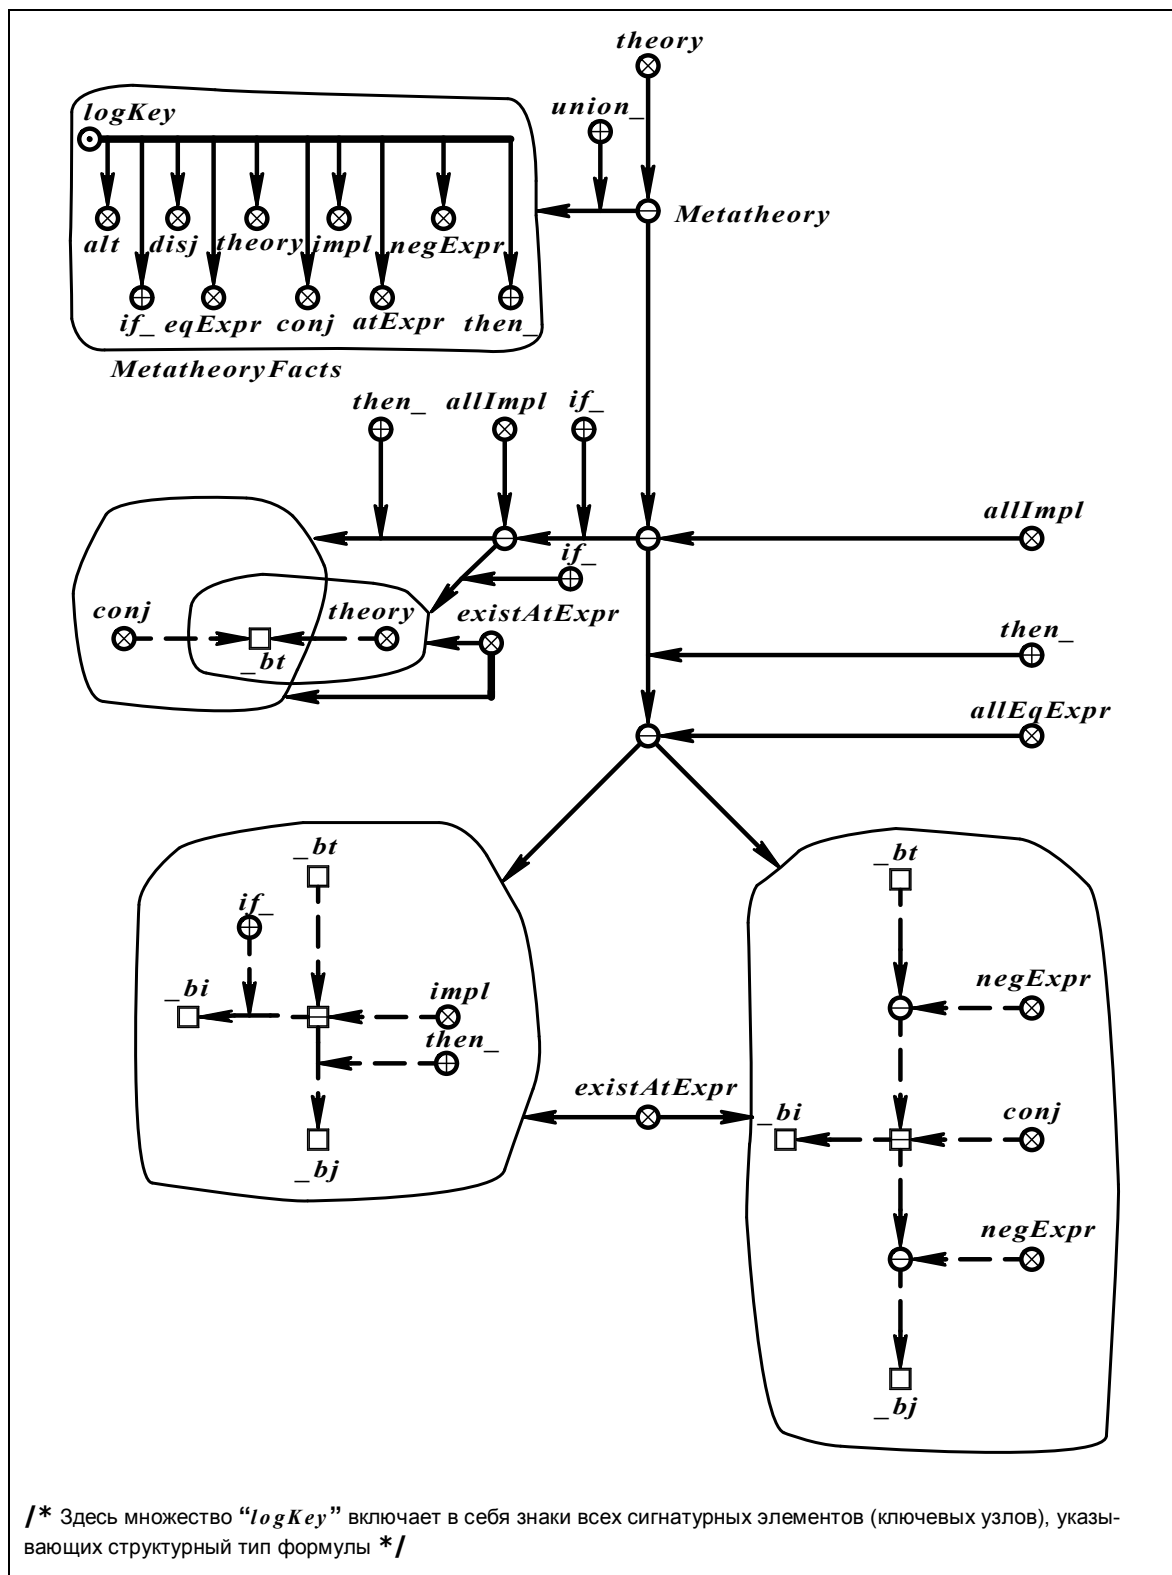 theory
union_
logKey
Metatheory
alt disj theory impl negExpr
if_ eqExpr conj atExpr then_
MetatheoryFacts
then_ allImpl if_
allImpl
if_
conj theory existAtExpr
then_
_bt
allEqExpr
_bt
_bt
if_
negExpr
_bi impl
then_
existAtExpr
_bi conj
_bj
negExpr
_bj
/* Здесь множество “logKey” включает в себя знаки всех сигнатурных элементов (ключевых узлов), указы-
вающих структурный тип формулы */